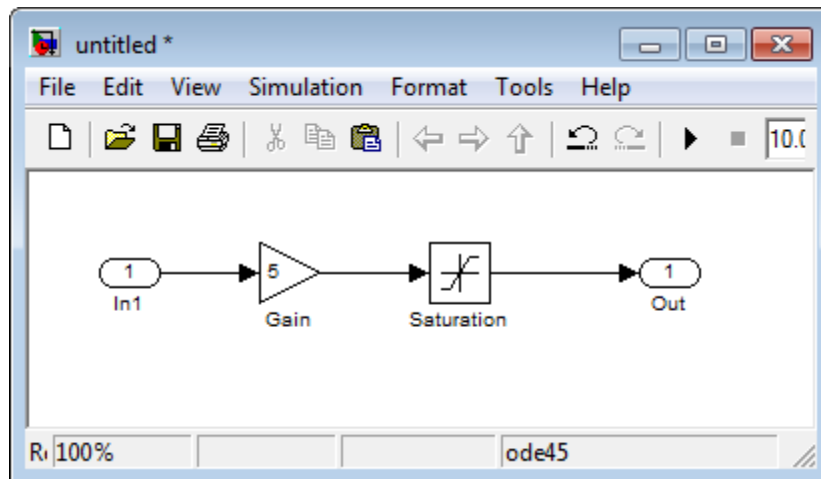 untitled *
File Edit View Simulation Format Tools Help
10.0
1 5 1
In1 Gain Saturation Out
100% ode45